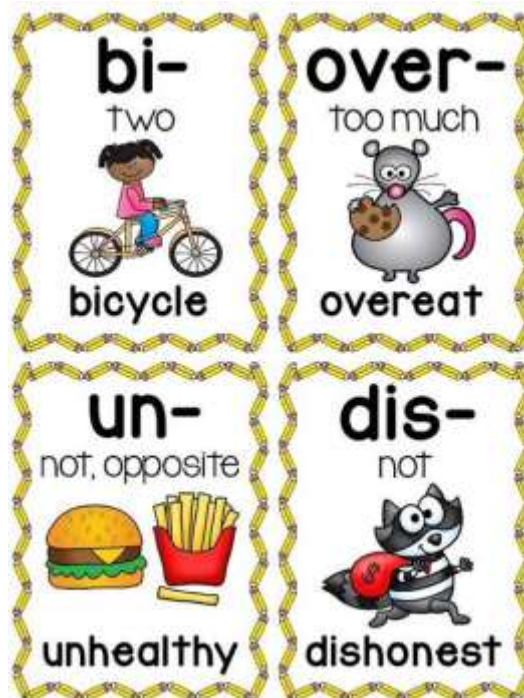 bi-
two
bicycle
over-
too much
overeat
un-
not, opposite
unhealthy
dis-
not
$
dishonest